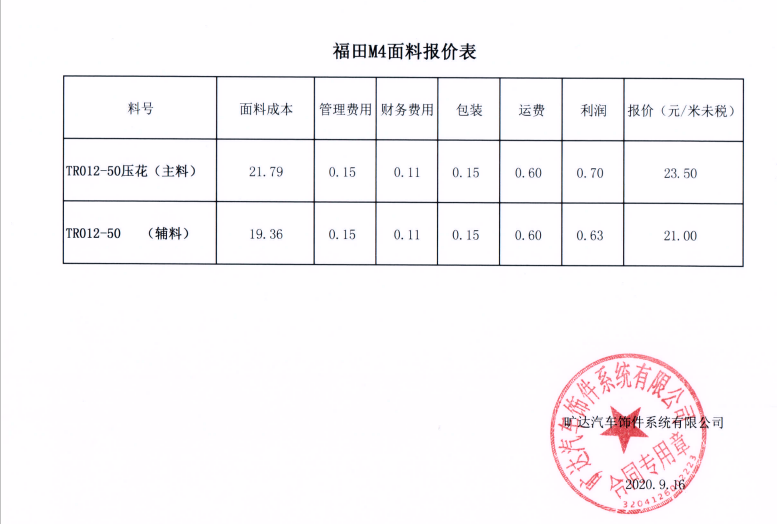 福田M4面料报价表
料号 面料成本 管理费用 财务费用 包装 运费 利润 报价（元/米未税）
TR012-50压花（主料） 21.79 0.15 0.11 0.15 0.60 0.70 23.50
TR012-50 （辅料） 19.36 0.15 0.11 0.15 0.60 0.63 21.00
旷达汽车饰件系统有限公司
旷达汽车饰件系统有限公司
合同专用章
2020.9.16